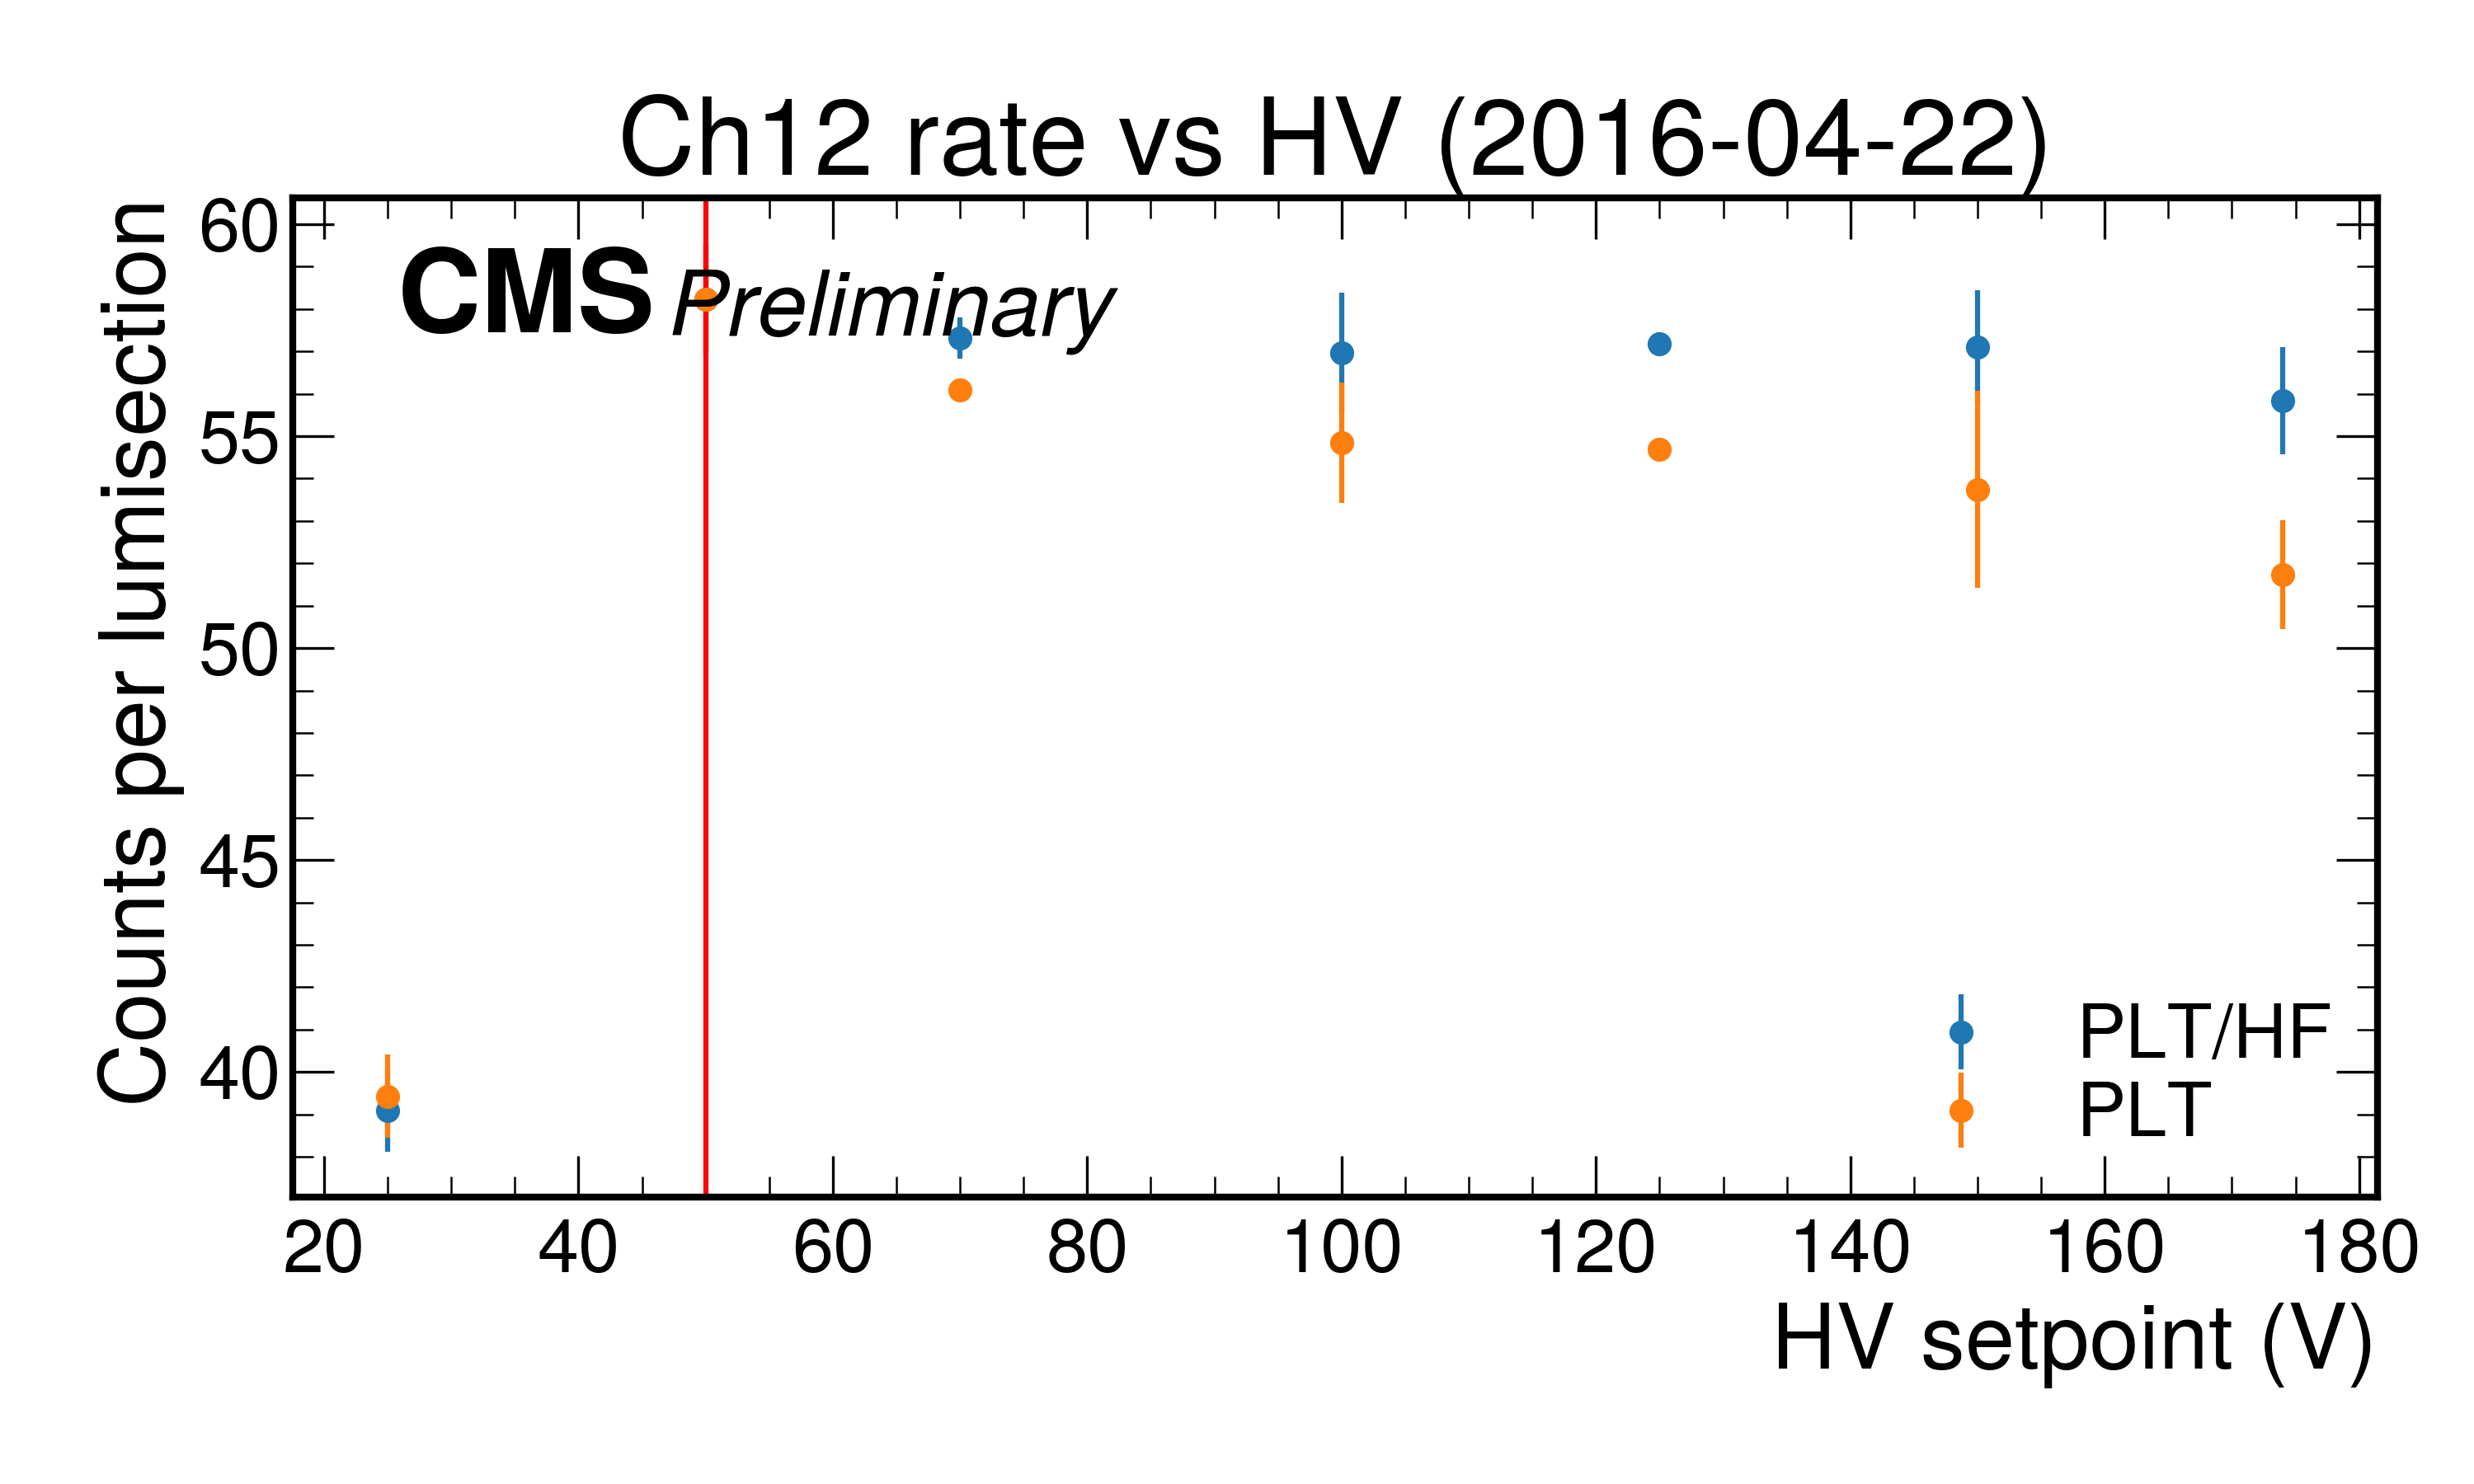 Ch12 rate vs HV (2016-04-22)
CMS Preliminary
Counts per lumisection
60
55
50
45
40
PLT/HF
PLT
20 40 60 80 100 120 140 160 180
HV setpoint (V)